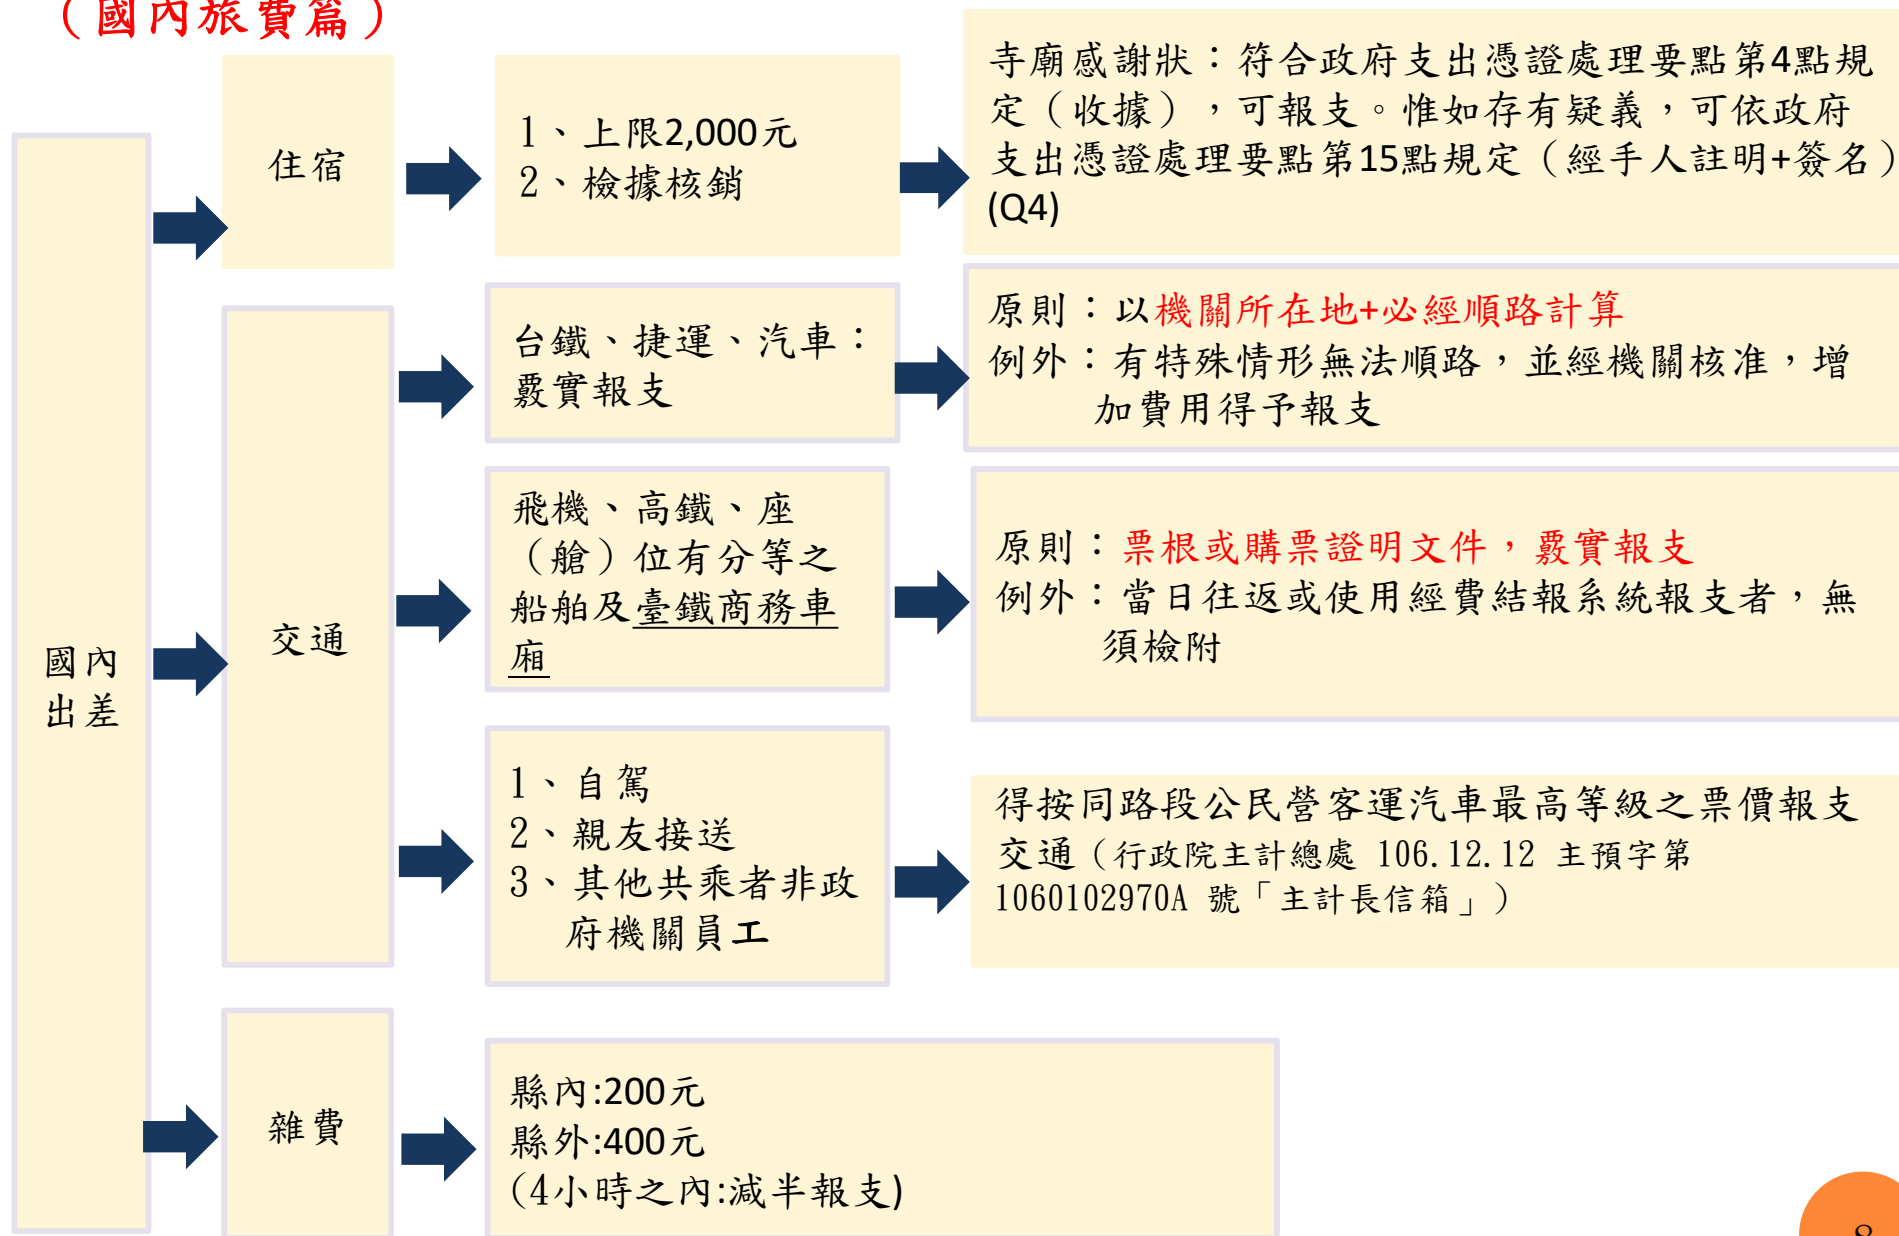 （國內旅費篇）
國內
出差
住宿
1、上限2,000元
2、檢據核銷
寺廟感謝狀：符合政府支出憑證處理要點第4點規
定（收據），可報支。惟如存有疑義，可依政府
支出憑證處理要點第15點規定（經手人註明+簽名）
(Q4)
交通
台鐵、捷運、汽車：
覈實報支
原則：以機關所在地+必經順路計算
例外：有特殊情形無法順路，並經機關核准，增
加費用得予報支
飛機、高鐵、座
（艙）位有分等之
船舶及臺鐵商務車
廂
原則：票根或購票證明文件，覈實報支
例外：當日往返或使用經費結報系統報支者，無
須檢附
1、自駕
2、親友接送
3、其他共乘者非政
府機關員工
得按同路段公民營客運汽車最高等級之票價報支
交通（行政院主計總處 106.12.12 主預字第
1060102970A 號「主計長信箱」）
雜費
縣內:200元
縣外:400元
(4小時之內:減半報支)
8